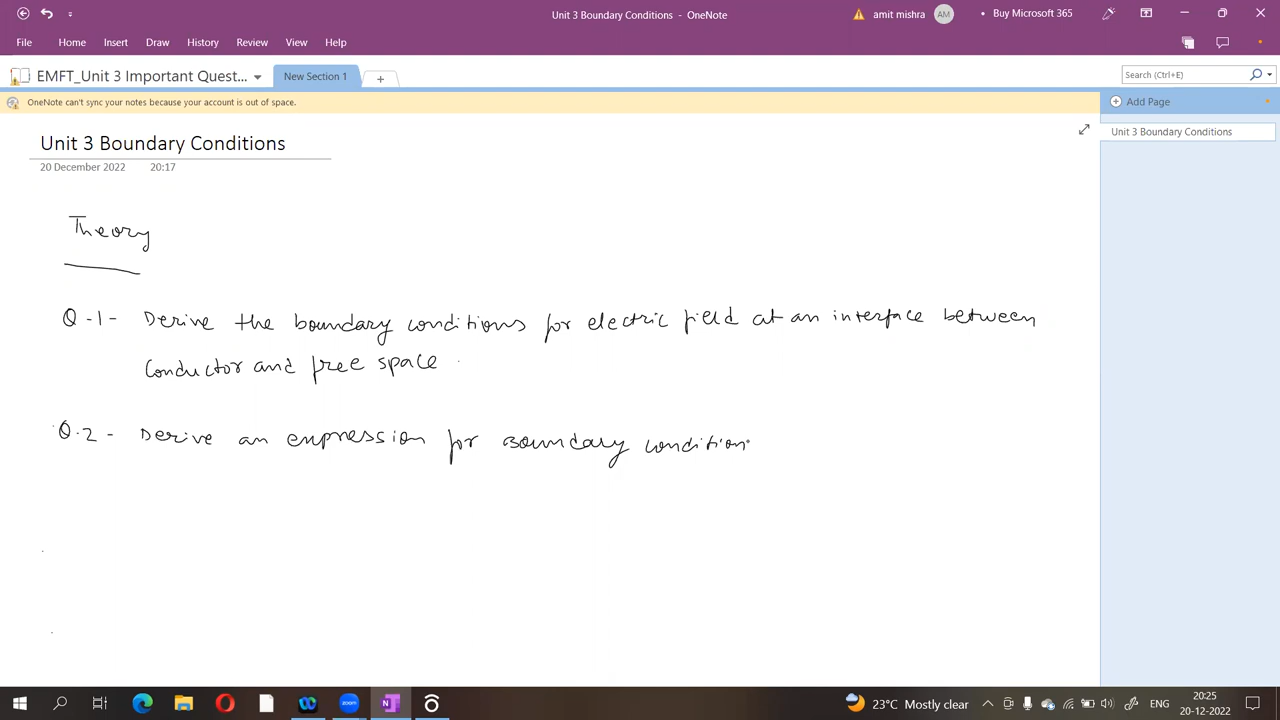 Unit 3 Boundary Conditions - OneNote
amit mishra AM Buy Microsoft 365
File Home Insert Draw History Review View Help
EMFT_Unit 3 Important Quest... New Section 1 +
Search (Ctrl+E)
OneNote can't sync your notes because your account is out of space.
Add Page
Unit 3 Boundary Conditions
Unit 3 Boundary Conditions
20 December 2022 20:17
Theory
Q.1- Derive the boundary conditions for electric field at an interface between
Conductor and free space.
Q.2- Derive an expression for Boundary condition
23°C Mostly clear
ENG
20:25
20-12-2022